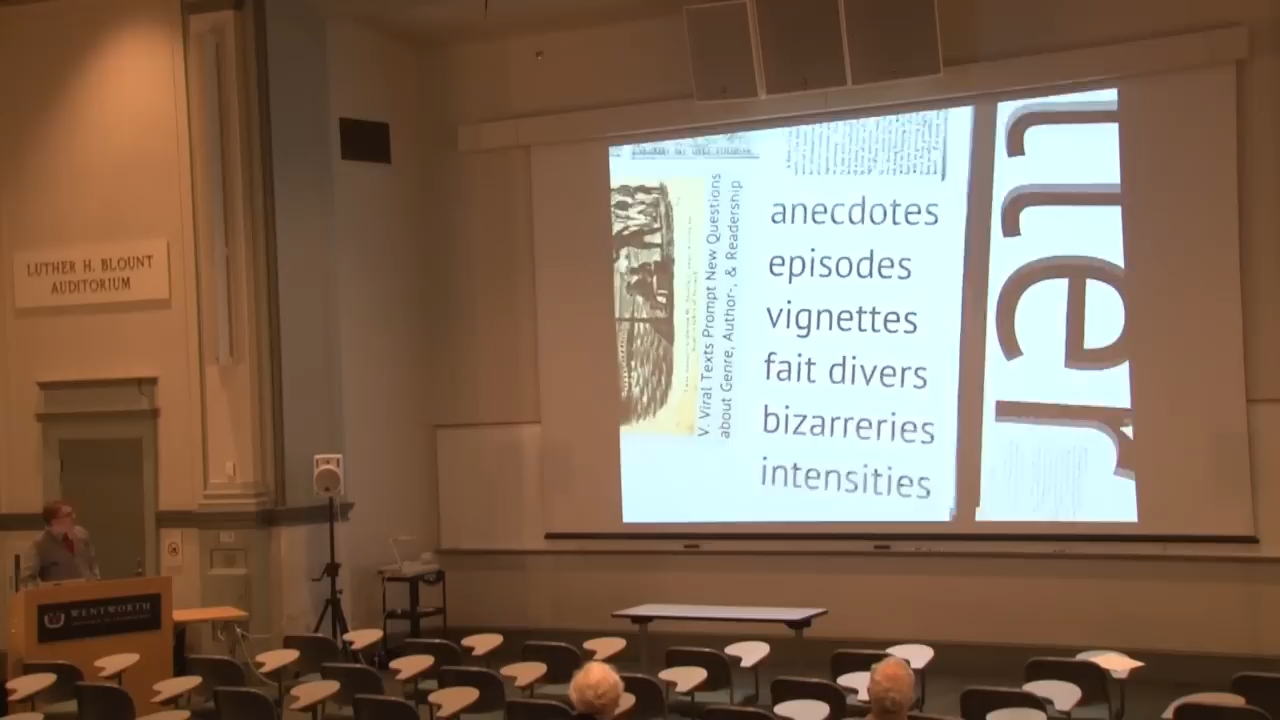 LUTHER H. BLOUNT
AUDITORIUM
V. Viral Texts Prompt New Questions
about Genre, Author-, & Readership
anecdotes
episodes
vignettes
fait divers
bizarreries
intensities
tter
WENTWORTH